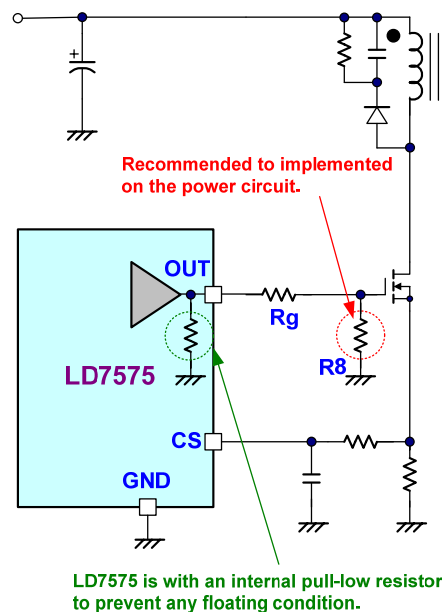 +
Recommended to implemented
on the power circuit.
OUT
Rg
R8
LD7575
CS
GND
LD7575 is with an internal pull-low resistor
to prevent any floating condition.